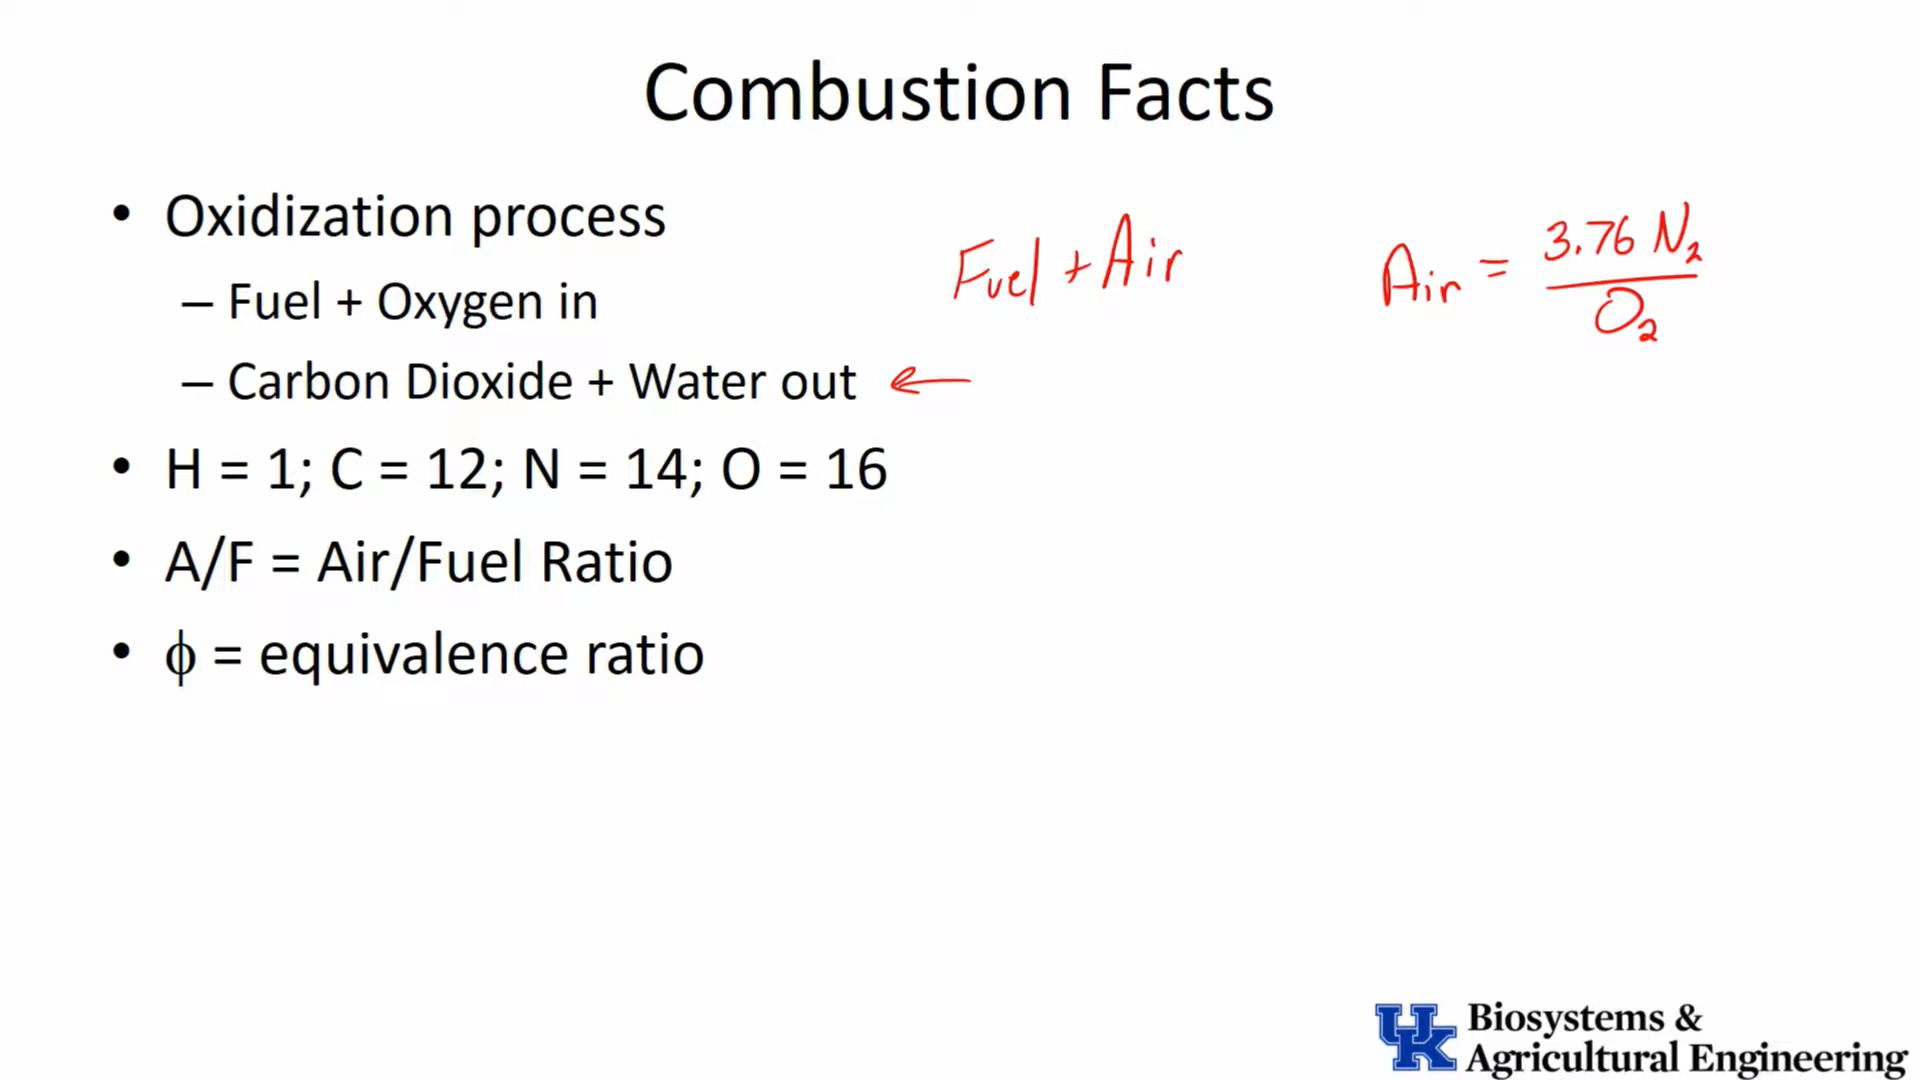 Combustion Facts
• Oxidization process
– Fuel + Oxygen in
– Carbon Dioxide + Water out ←
• H = 1; C = 12; N = 14; O = 16
• A/F = Air/Fuel Ratio
• ϕ = equivalence ratio
Fuel + Air
Air = 3.76 N₂ / O₂
UK
Biosystems &
Agricultural Engineering